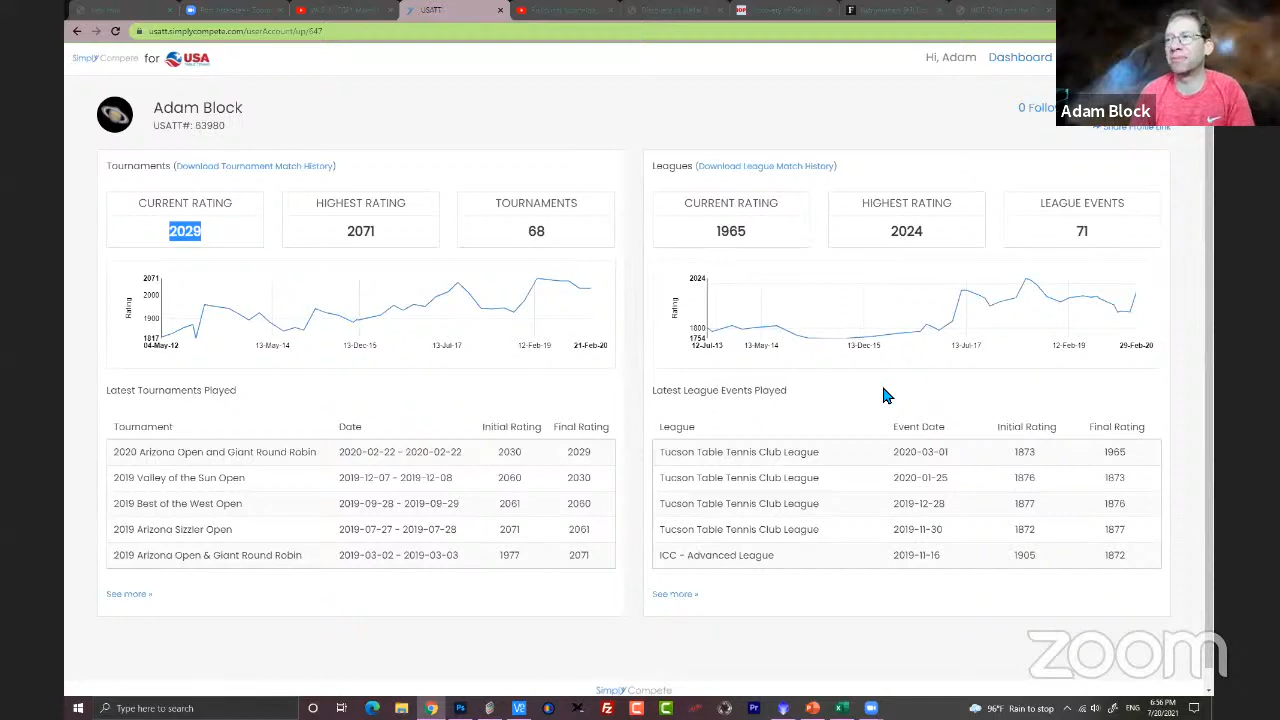 usatt.simplycompete.com/userAccount/up/647
USATT
SimplyCompete for USA
Hi, Adam Dashboard
Adam Block
USATT#: 63980
0 Follo
Share Profile Link
Adam Block
Tournaments (Download Tournament Match History)
CURRENT RATING
2029
HIGHEST RATING
2071
TOURNAMENTS
68
Rating
2071
2000
1900
1817
04-May-12 13-May-14 13-Dec-15 13-Jul-17 12-Feb-19 21-Feb-20
Latest Tournaments Played
Tournament Date Initial Rating Final Rating
2020 Arizona Open and Giant Round Robin 2020-02-22 - 2020-02-22 2030 2029
2019 Valley of the Sun Open 2019-12-07 - 2019-12-08 2060 2030
2019 Best of the West Open 2019-09-28 - 2019-09-29 2061 2060
2019 Arizona Sizzler Open 2019-07-27 - 2019-07-28 2071 2061
2019 Arizona Open & Giant Round Robin 2019-03-02 - 2019-03-03 1977 2071
See more »
Leagues (Download League Match History)
CURRENT RATING
1965
HIGHEST RATING
2024
LEAGUE EVENTS
71
Rating
2024
1800
1754
12-Jul-13 13-May-14 13-Dec-15 13-Jul-17 12-Feb-19 29-Feb-20
Latest League Events Played
League Event Date Initial Rating Final Rating
Tucson Table Tennis Club League 2020-03-01 1873 1965
Tucson Table Tennis Club League 2020-01-25 1876 1873
Tucson Table Tennis Club League 2019-12-28 1877 1876
Tucson Table Tennis Club League 2019-11-30 1872 1877
ICC - Advanced League 2019-11-16 1905 1872
See more »
zoom
SimplyCompete
Type here to search
96°F Rain to stop
6:56 PM
7/20/2021